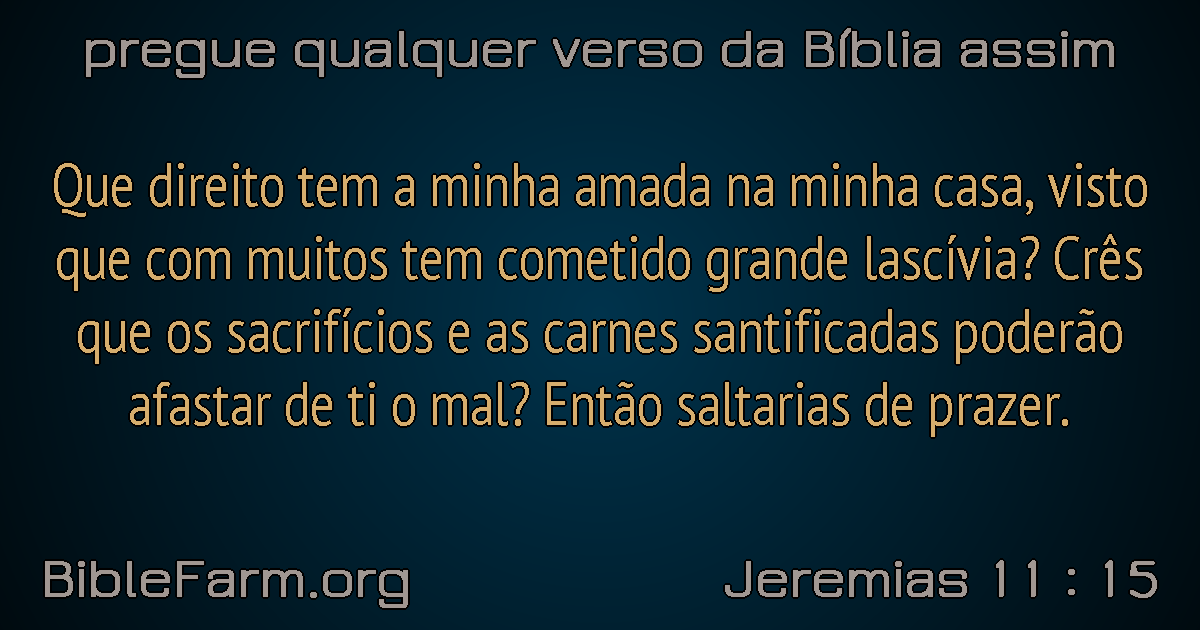 pregue qualquer verso da Bíblia assim
Que direito tem a minha amada na minha casa, visto
que com muitos tem cometido grande lascívia? Crês
que os sacrifícios e as carnes santificadas poderão
afastar de ti o mal? Então saltarias de prazer.
BibleFarm.org
Jeremias 11 : 15